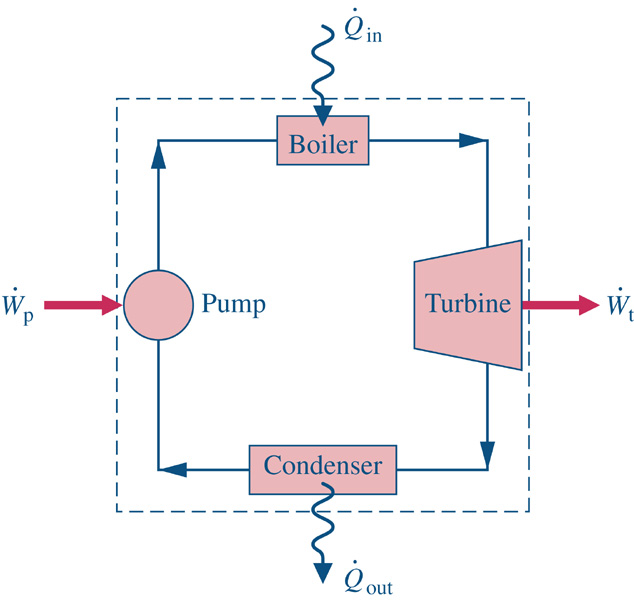 Q̇in
Boiler
Ẇp
Pump
Turbine
Ẇt
Condenser
Q̇out